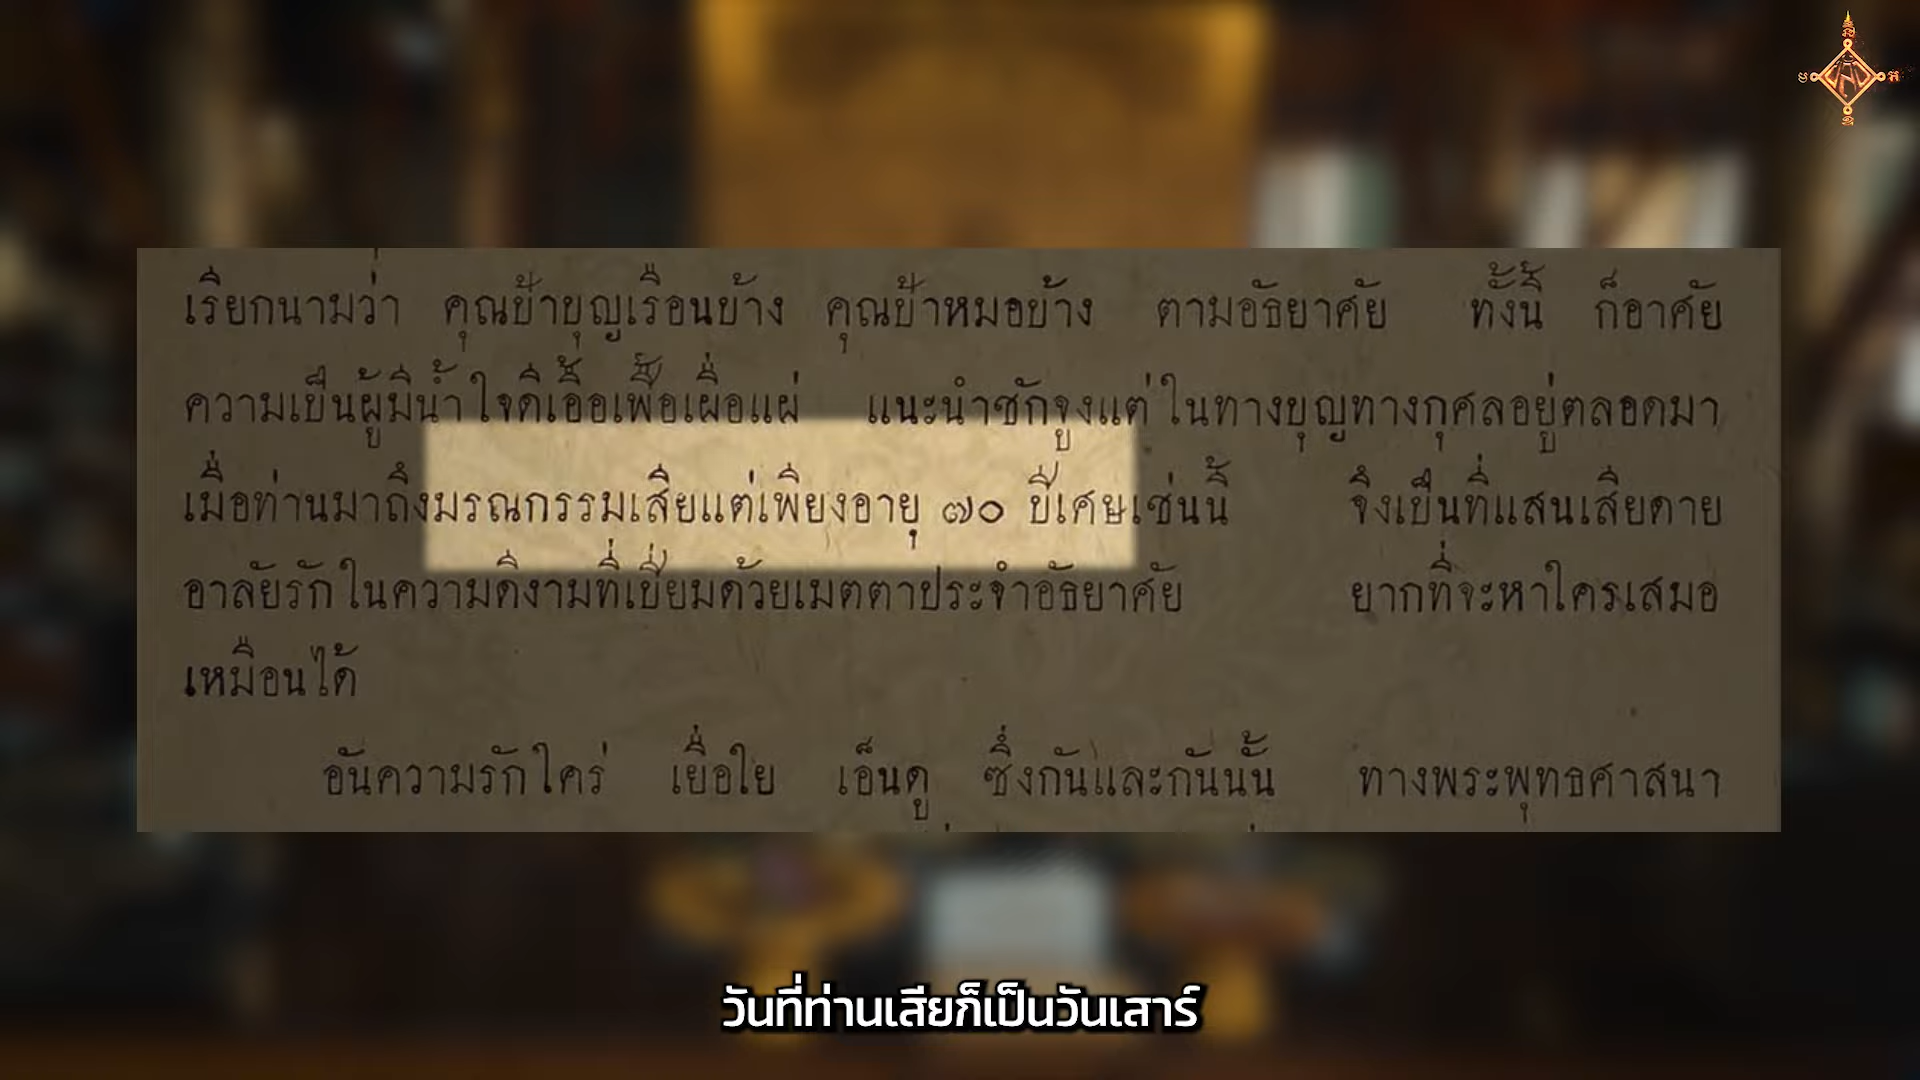 เรียกนามว่า คุณป้าบุญเรือนบ้าง คุณป้าหมอบ้าง ตามอัธยาศัย ทั้งนี้ ก็อาศัย
ความเป็นผู้มีน้ำใจดีเอื้อเฟื้อเผื่อแผ่ แนะนำชักจูงแต่ในทางบุญทางกุศลอยู่ตลอดมา
เมื่อท่านมาถึงมรณกรรมเสียแต่เพียงอายุ ๗๐ ปีเศษเช่นนี้ จึงเป็นที่แสนเสียดาย
อาลัยรักในความดีงามที่เปี่ยมด้วยเมตตาประจำอัธยาศัย ยากที่จะหาใครเสมอ
เหมือนได้
อันความรักใคร่ เยื่อใย เอ็นดู ซึ่งกันและกันนั้น ทางพระพุทธศาสนา
วันที่ท่านเสียก็เป็นวันเสาร์